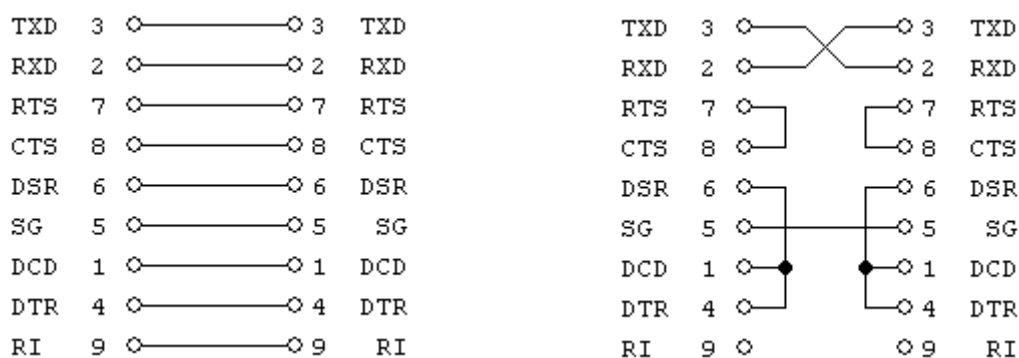 TXD 3 3 TXD TXD 3 3 TXD
RXD 2 2 RXD RXD 2 2 RXD
RTS 7 7 RTS RTS 7 7 RTS
CTS 8 8 CTS CTS 8 8 CTS
DSR 6 6 DSR DSR 6 6 DSR
SG 5 5 SG SG 5 5 SG
DCD 1 1 DCD DCD 1 1 DCD
DTR 4 4 DTR DTR 4 4 DTR
RI 9 9 RI RI 9 9 RI